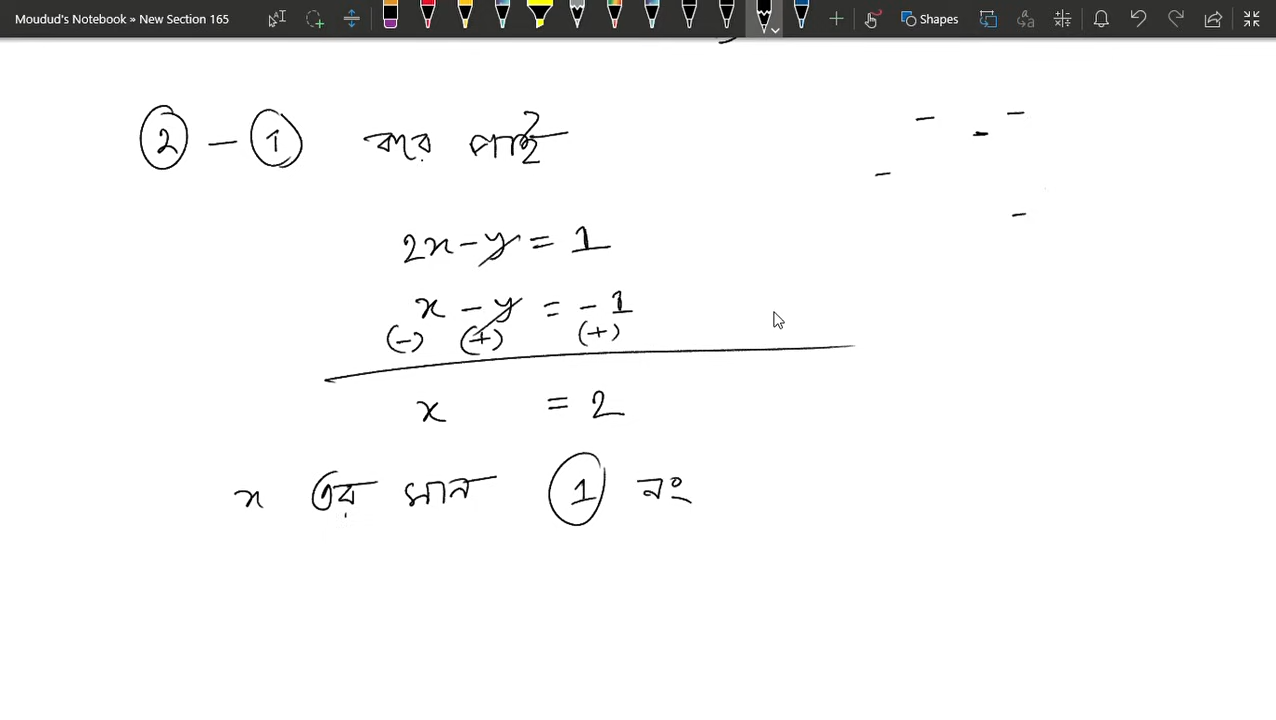 Moudud's Notebook » New Section 165
Shapes
② - ① করে পাই
2x - y = 1
x - y = -1
(-) (+) (+)
x = 2
x এর মান ① নং